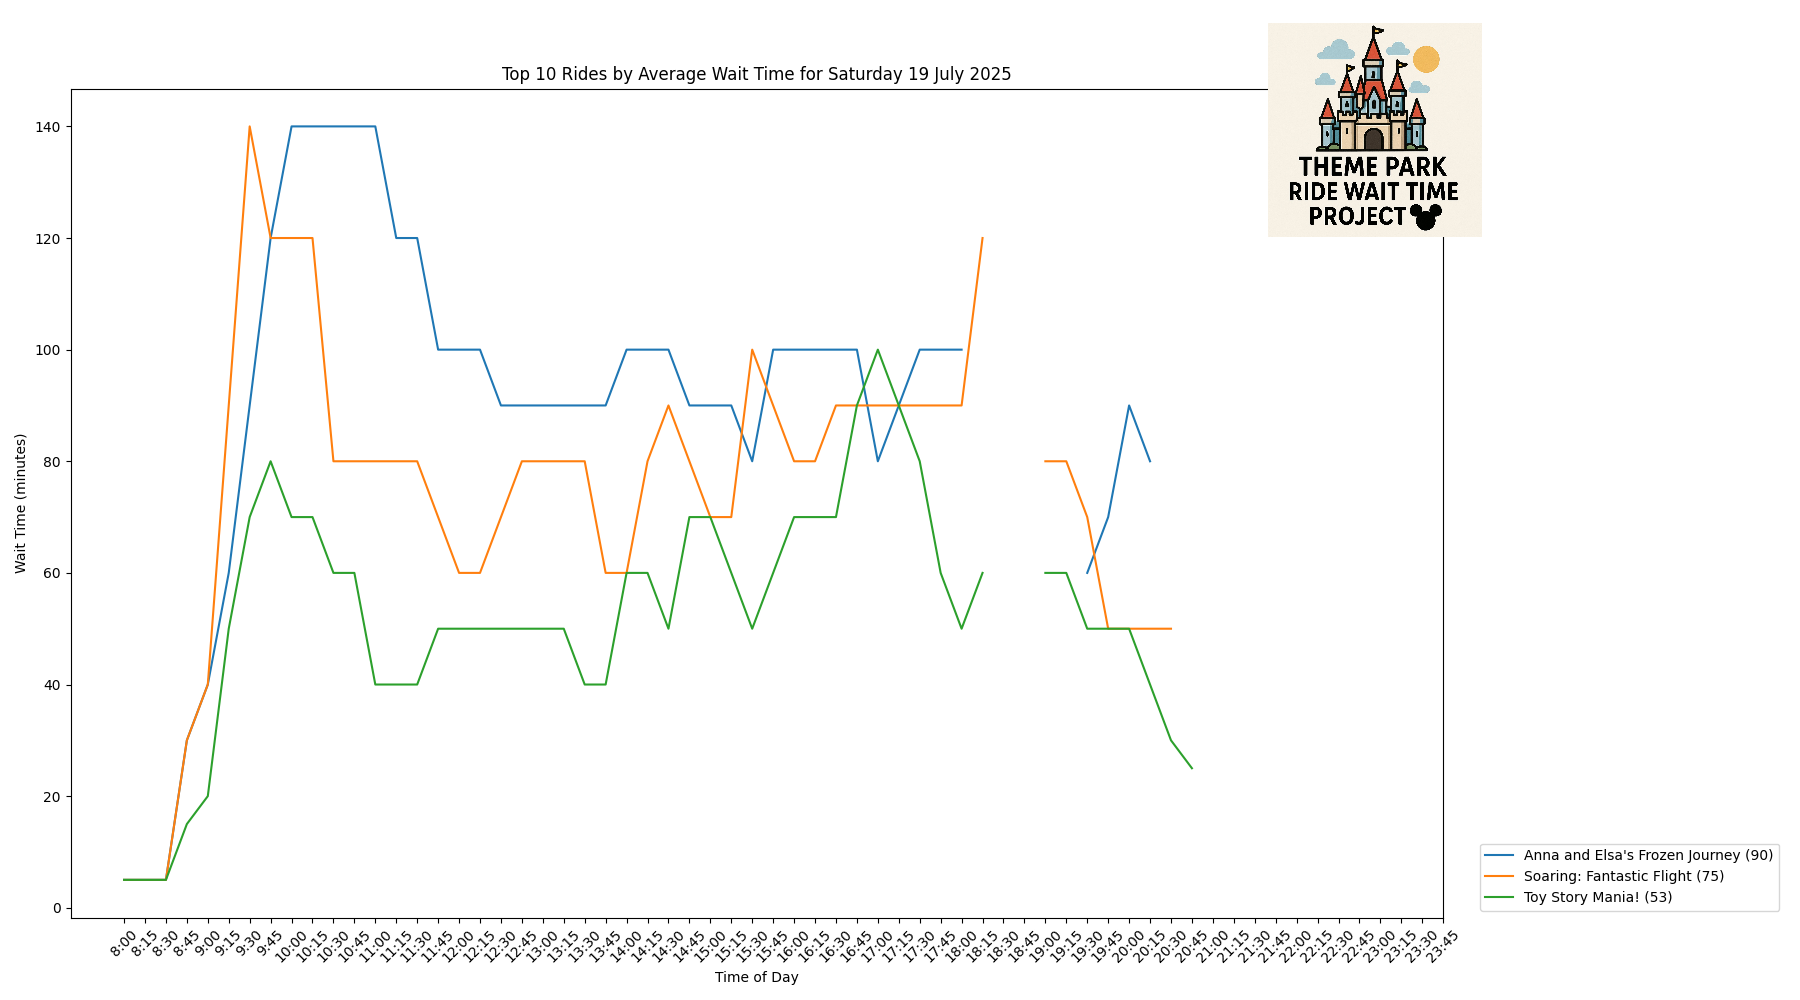 Top 10 Rides by Average Wait Time for Saturday 19 July 2025
THEME PARK
RIDE WAIT TIME
PROJECT
Wait Time (minutes)
140
120
100
80
60
40
20
0
8:00 8:15 8:30 8:45 9:00 9:15 9:30 9:45 10:00 10:15 10:30 10:45 11:00 11:15 11:30 11:45 12:00 12:15 12:30 12:45 13:00 13:15 13:30 13:45 14:00 14:15 14:30 14:45 15:00 15:15 15:30 15:45 16:00 16:15 16:30 16:45 17:00 17:15 17:30 17:45 18:00 18:15 18:30 18:45 19:00 19:15 19:30 19:45 20:00 20:15 20:30 20:45 21:00 21:15 21:30 21:45 22:00 22:15 22:30 22:45 23:00 23:15 23:30 23:45
Time of Day
Anna and Elsa's Frozen Journey (90)
Soaring: Fantastic Flight (75)
Toy Story Mania! (53)